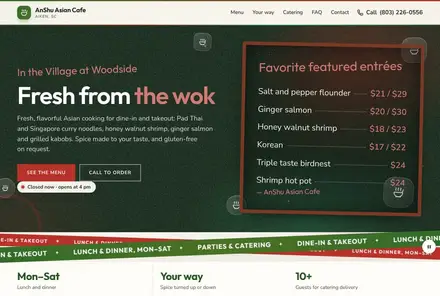 AnShu Asian Cafe
AIKEN, SC
Menu
Your way
Catering
FAQ
Contact
Call (803) 226-0556
In the Village at Woodside
Fresh from the wok
Fresh, flavorful Asian cooking for dine-in and takeout: Pad Thai
and Singapore curry noodles, honey walnut shrimp, ginger salmon
and grilled kabobs. Spice made to your taste, and gluten-free
on request.
SEE THE MENU
CALL TO ORDER
Closed now · opens at 4 pm
Favorite featured entrées
Salt and pepper flounder $21 / $29
Ginger salmon $20 / $30
Honey walnut shrimp $18 / $23
Korean $17 / $22
Triple taste birdnest $24
Shrimp hot pot $24
— AnShu Asian Cafe
DINE-IN & TAKEOUT
LUNCH & DINNER, MON–SAT
PARTIES & CATERING
DINE-IN & TAKEOUT
Mon–Sat
Lunch and dinner
Your way
Spice turned up or down
10+
Guests for catering delivery